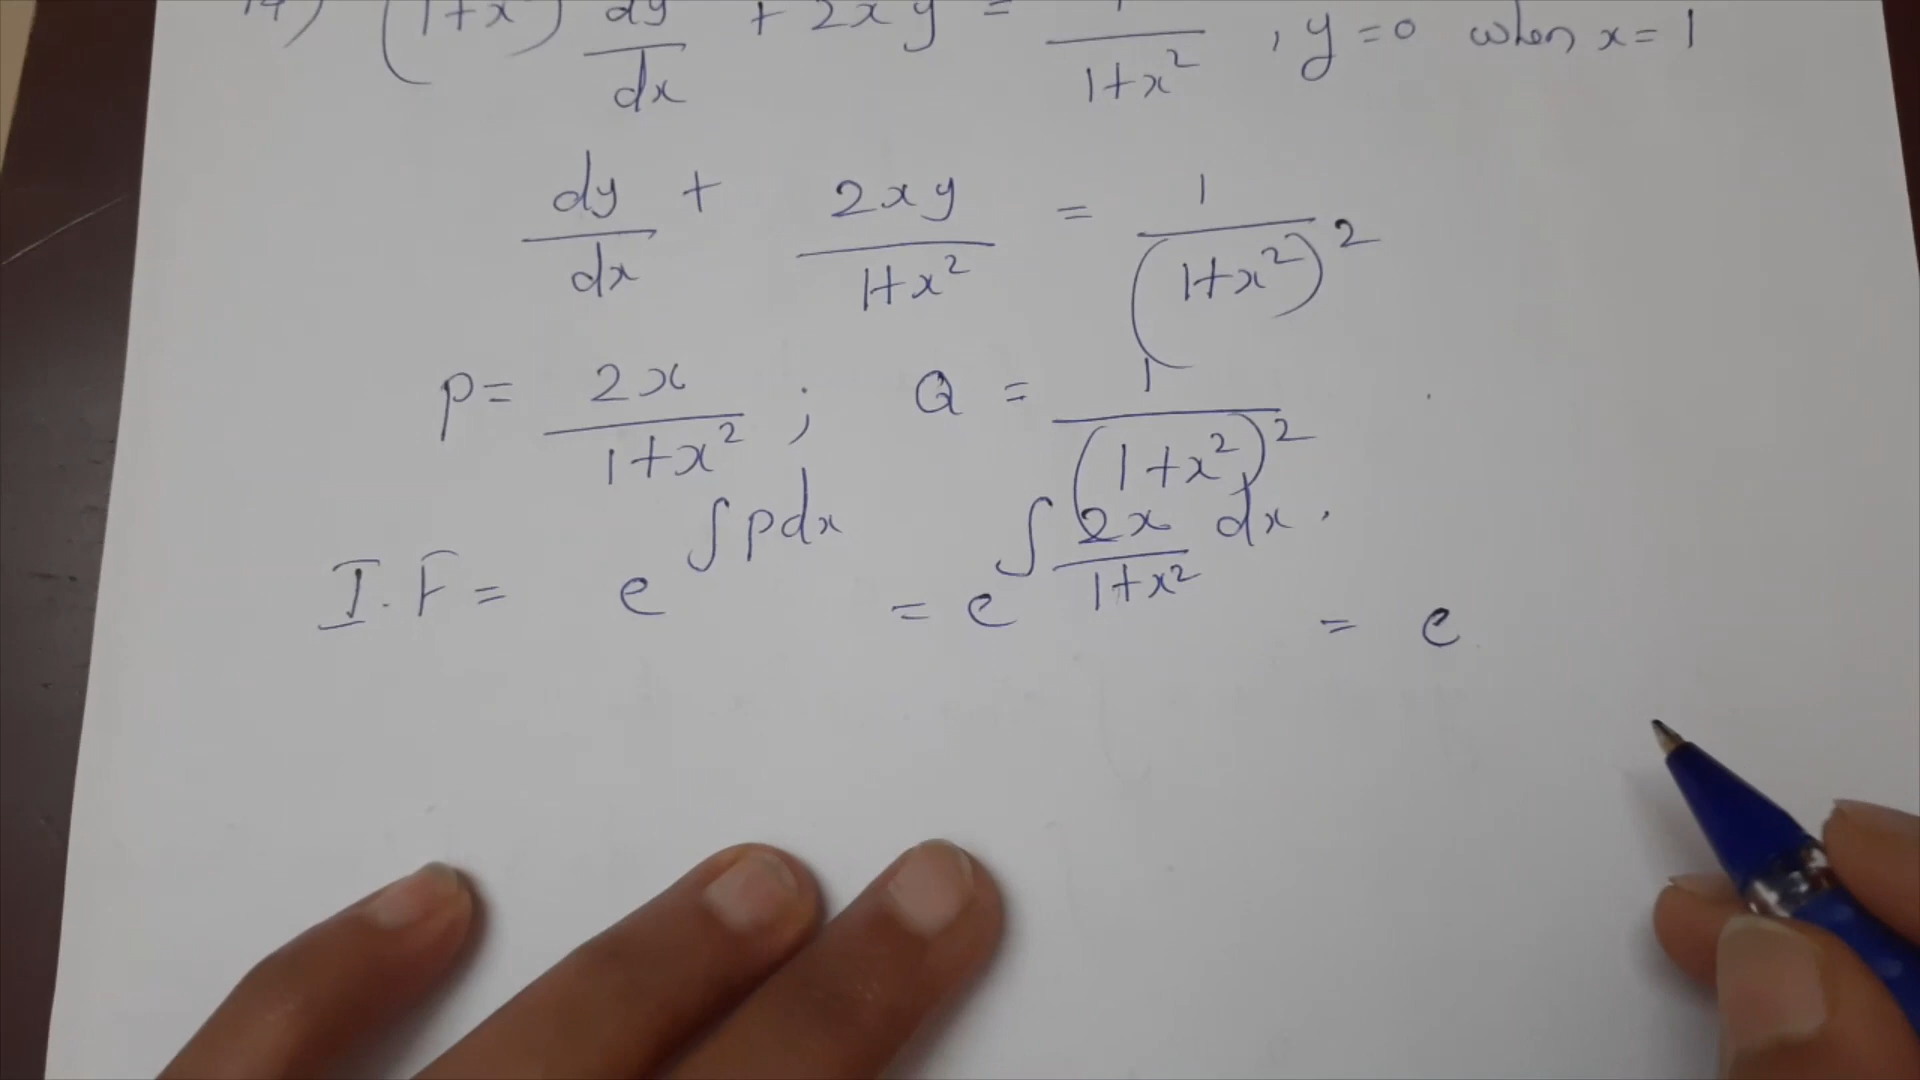 14) (1+x²) dy/dx + 2xy = 1/(1+x²) , y=0 when x=1
dy/dx + 2xy/(1+x²) = 1/(1+x²)²
P= 2x/(1+x²) ; Q = 1/(1+x²)²
I.F= e^∫pdx = e^∫ 2x/(1+x²) dx . = e